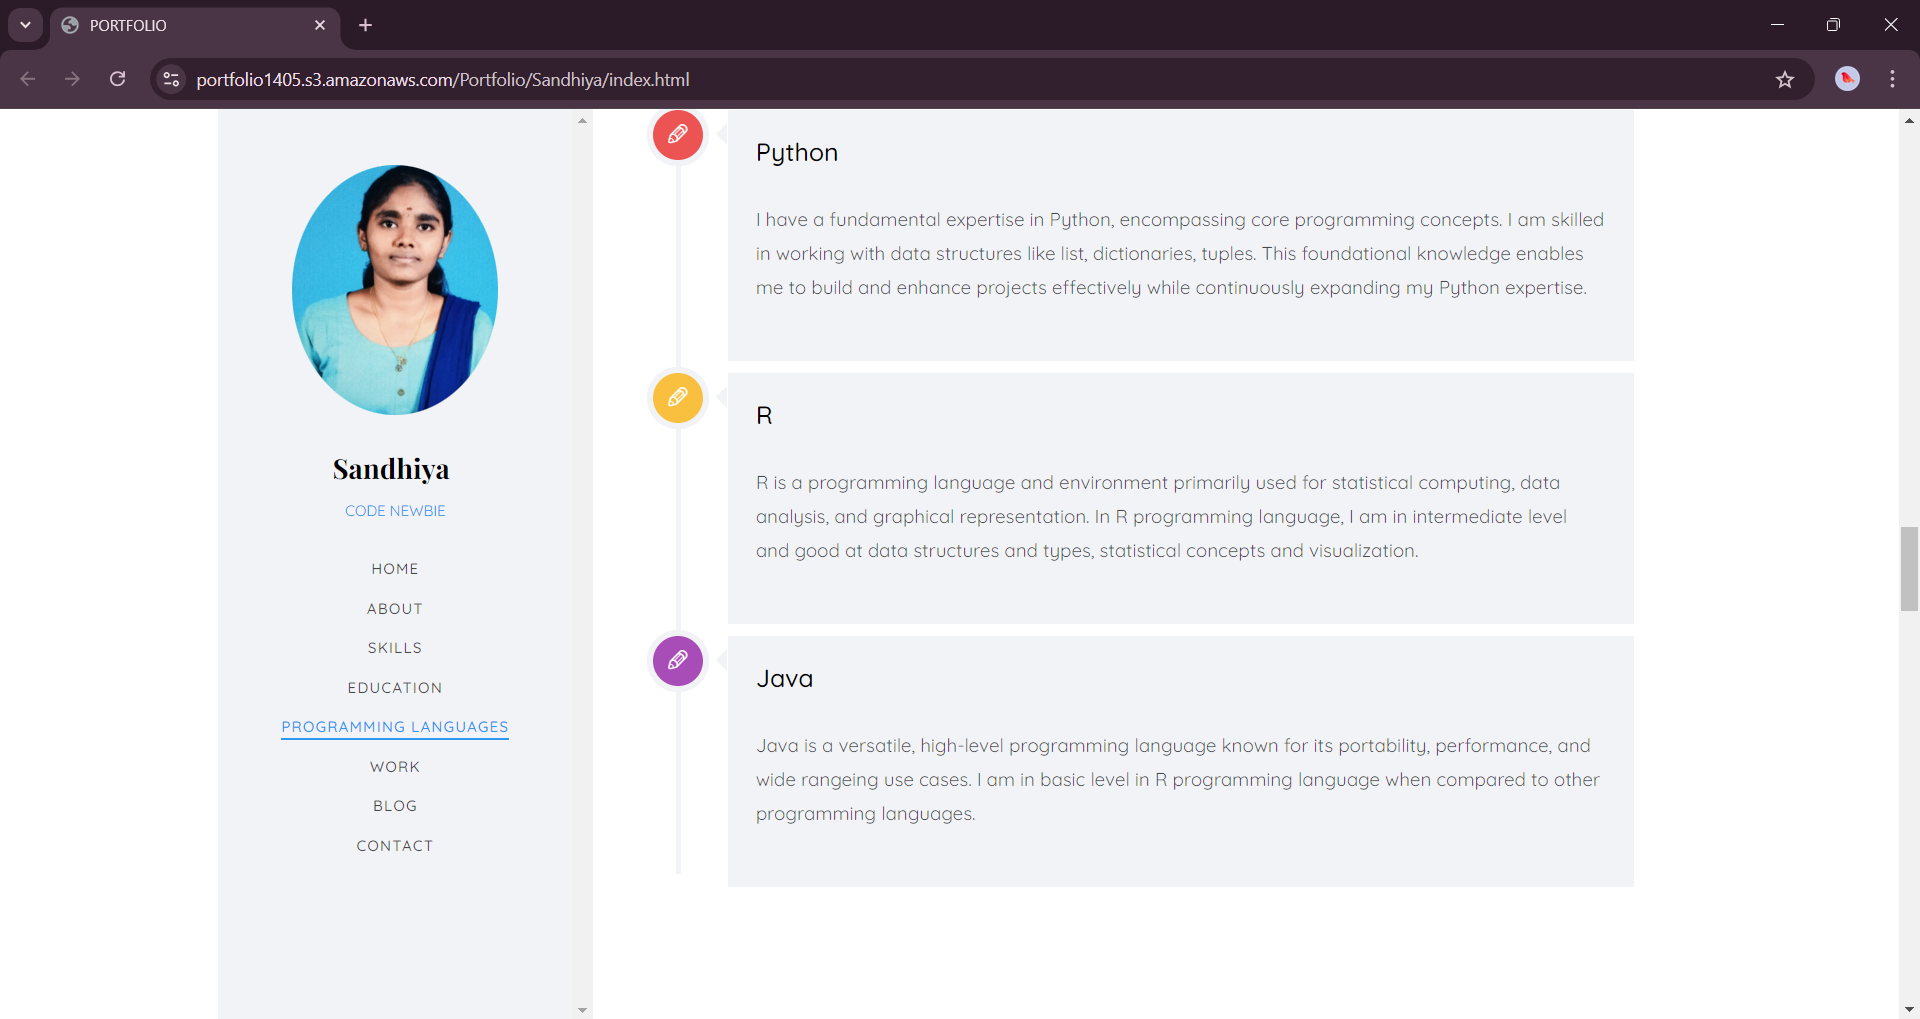 PORTFOLIO
portfolio1405.s3.amazonaws.com/Portfolio/Sandhiya/index.html
Sandhiya
CODE NEWBIE
HOME
ABOUT
SKILLS
EDUCATION
PROGRAMMING LANGUAGES
WORK
BLOG
CONTACT
Python
I have a fundamental expertise in Python, encompassing core programming concepts. I am skilled
in working with data structures like list, dictionaries, tuples. This foundational knowledge enables
me to build and enhance projects effectively while continuously expanding my Python expertise.
R
R is a programming language and environment primarily used for statistical computing, data
analysis, and graphical representation. In R programming language, I am in intermediate level
and good at data structures and types, statistical concepts and visualization.
Java
Java is a versatile, high-level programming language known for its portability, performance, and
wide rangeing use cases. I am in basic level in R programming language when compared to other
programming languages.